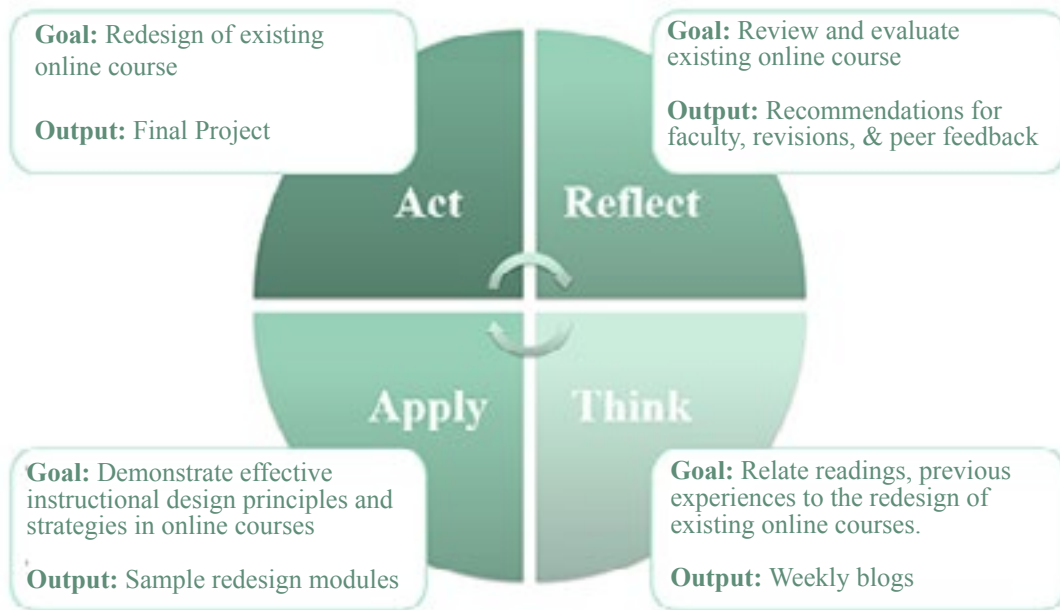 Goal: Redesign of existing
online course
Output: Final Project
Goal: Review and evaluate
existing online course
Output: Recommendations for
faculty, revisions, & peer feedback
Act
Reflect
Apply
Think
Goal: Demonstrate effective
instructional design principles and
strategies in online courses
Output: Sample redesign modules
Goal: Relate readings, previous
experiences to the redesign of
existing online courses.
Output: Weekly blogs